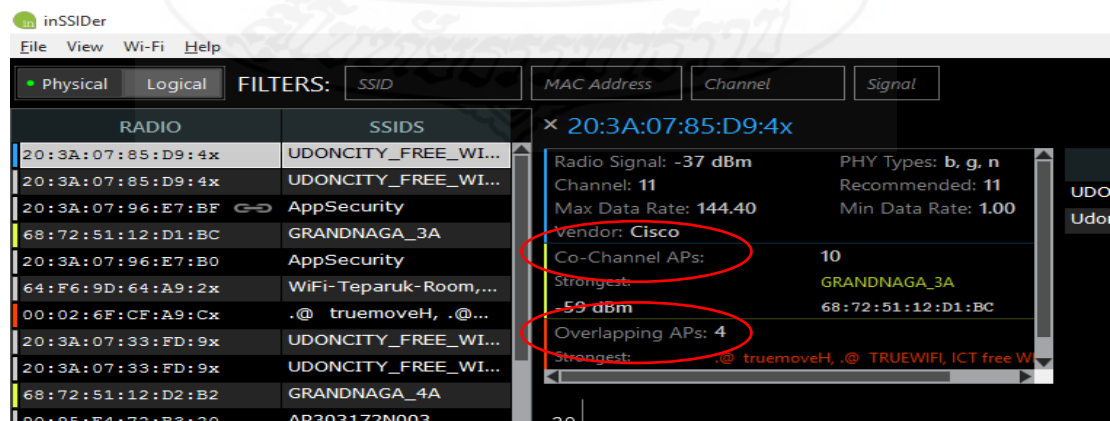 inSSIDer
File View Wi-Fi Help
Physical Logical FILTERS: SSID MAC Address Channel Signal
RADIO SSIDS
20:3A:07:85:D9:4x UDONCITY_FREE_WI...
20:3A:07:85:D9:4x UDONCITY_FREE_WI...
20:3A:07:96:E7:BF AppSecurity
68:72:51:12:D1:BC GRANDNAGA_3A
20:3A:07:96:E7:B0 AppSecurity
64:F6:9D:64:A9:2x WiFi-Teparuk-Room,...
00:02:6F:CF:A9:Cx .@ truemoveH, .@...
20:3A:07:33:FD:9x UDONCITY_FREE_WI...
20:3A:07:33:FD:9x UDONCITY_FREE_WI...
68:72:51:12:D2:B2 GRANDNAGA_4A
× 20:3A:07:85:D9:4x
Radio Signal: -37 dBm PHY Types: b, g, n
Channel: 11 Recommended: 11
Max Data Rate: 144.40 Min Data Rate: 1.00
Vendor: Cisco
Co-Channel APs: 10
Strongest: GRANDNAGA_3A
-59 dBm 68:72:51:12:D1:BC
Overlapping APs: 4
Strongest: .@ truemoveH, .@ TRUEWIFI, ICT free WI
UDO
Udor